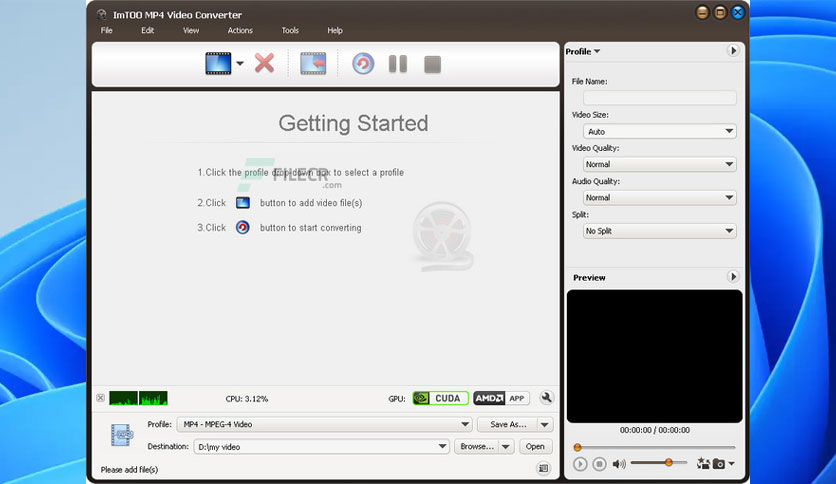 ImTOO MP4 Video Converter
File Edit View Actions Tools Help
Getting Started
1.Click the profile drop-down box to select a profile
FILECR
.com
2.Click button to add video file(s)
3.Click button to start converting
CPU: 3.12% GPU: CUDA AMD APP
Profile: MP4 - MPEG-4 Video Save As...
Destination: D:\my video Browse... Open
Please add file(s)
Profile
File Name:
Video Size:
Auto
Video Quality:
Normal
Audio Quality:
Normal
Split:
No Split
Preview
00:00:00 / 00:00:00